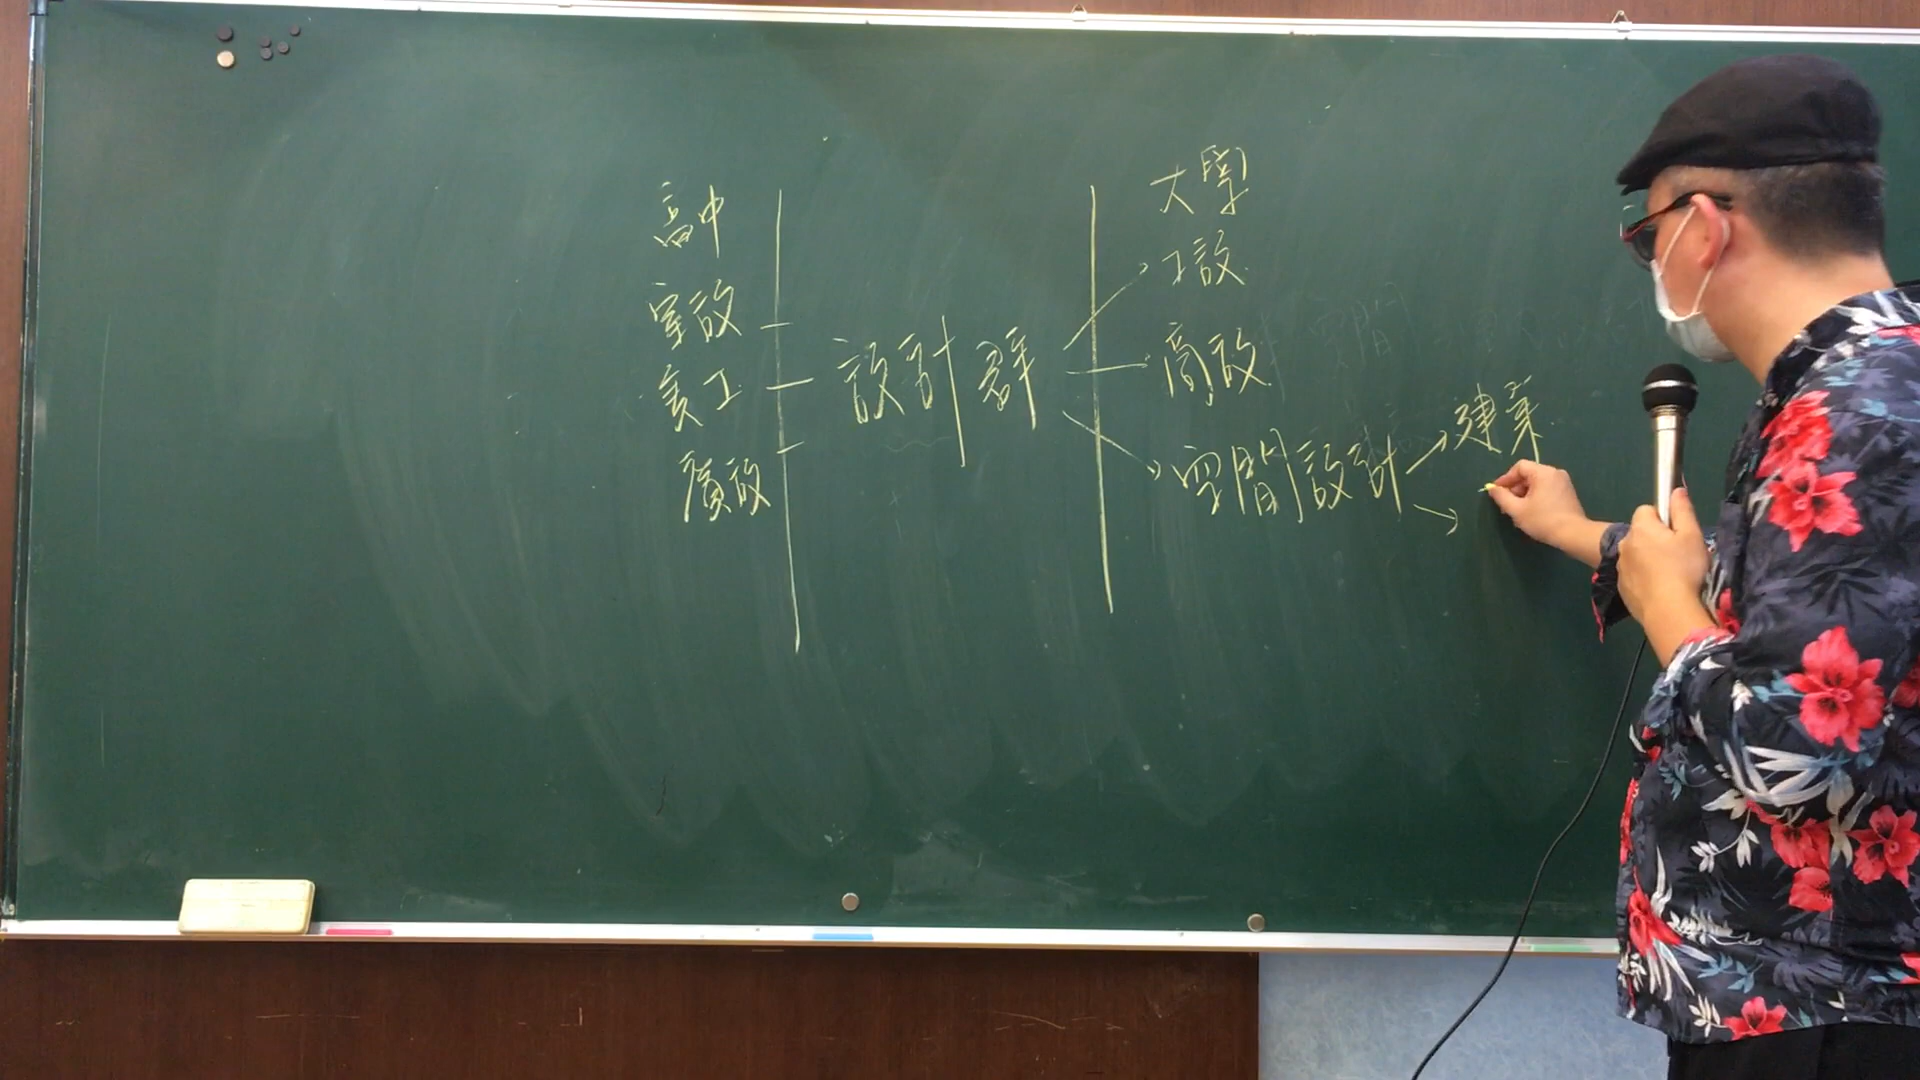 高中
室設
美工
廣設
設計群
大學
工設
商設
空間設計
建筑